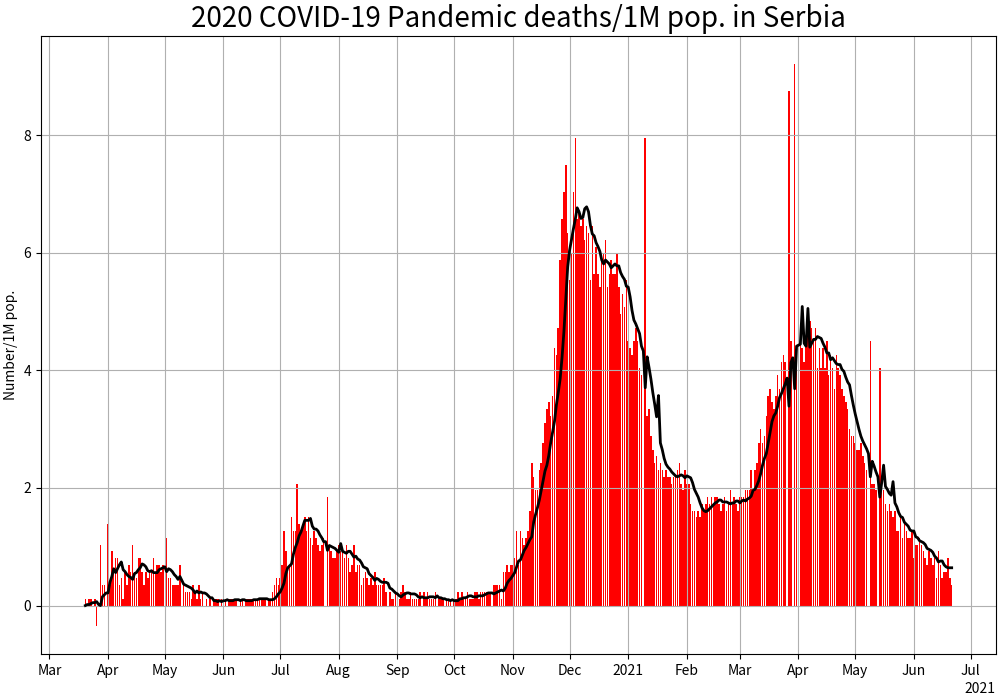 2020 COVID-19 Pandemic deaths/1M pop. in Serbia
Number/1M pop.
8
6
4
2
0
Mar Apr May Jun Jul Aug Sep Oct Nov Dec 2021 Feb Mar Apr May Jun Jul
2021